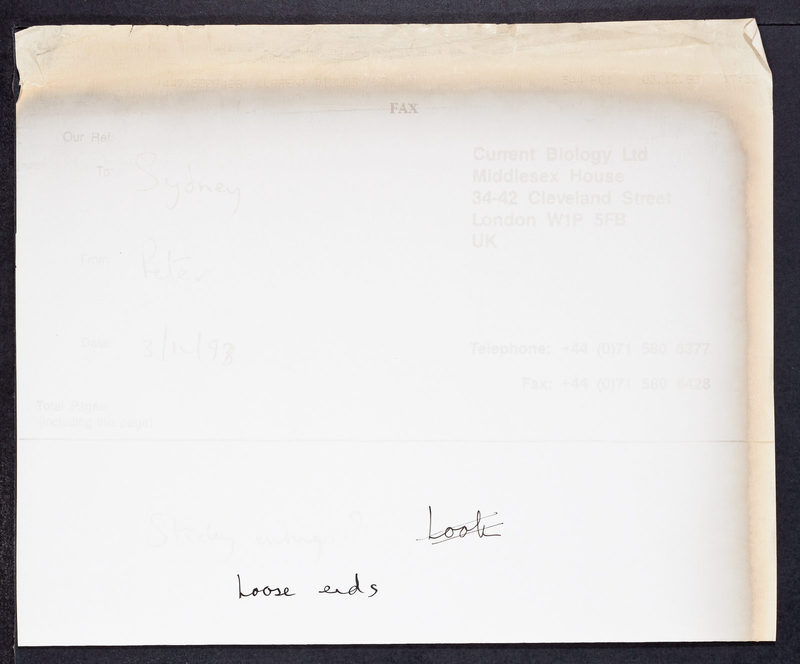 FAX
Our Ref:
To: Sydney
Current Biology Ltd
Middlesex House
34-42 Cleveland Street
London W1P 5FB
UK
From: Peter
Date: 3/12/93
Telephone: +44 (0)71 580 8377
Fax: +44 (0)71 580 8428
Total Pages
(including this page)
Look
Loose ends